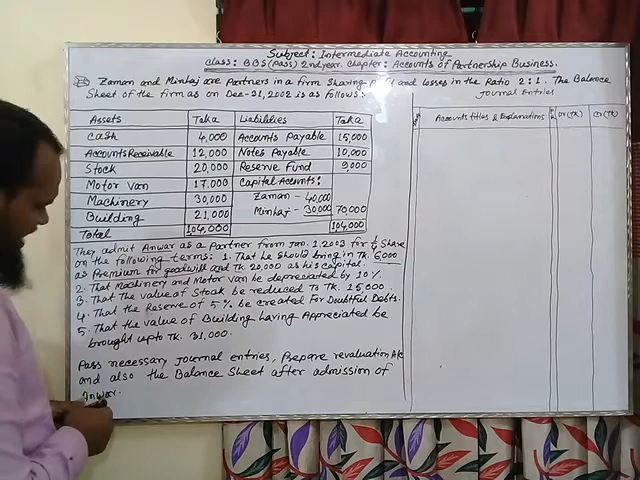 Subject: Intermediate Accounting
Class: BBS (Pass) 2nd year. Chapter: Accounts of Partnership Business.
Zaman and Minhaj are Partners in a firm Sharing and Losses in the Ratio 2:1. The Balance
Sheet of the firm as on Dec-31, 2002 is as follows:
Journal Entries
Assets Taka Liabilities Taka
Cash 4,000 Accounts Payable 15,000
Accounts Receivable 12,000 Notes Payable 10,000
Stock 20,000 Reserve Fund 9,000
Motor Van 17,000 Capital Accounts:
Machinery 30,000 Zaman - 40,000
Building 21,000 Minhaj - 30,000 70,000
Total 104,000 104,000
They admit Anwar as a Partner from Jan. 1, 2003 for 1/4 Share
on the following terms: 1. That he should bring in Tk. 6000
as Premium for goodwill and Tk 20,000 as his capital.
2. That Machinery and Motor Van be depreciated by 10%.
3. That the value of Stock be reduced to Tk. 15,000.
4. That the Reserve of 5% be created For Doubtful Debts.
5. That the value of Building having Appreciated be
brought upto Tk. 31,000.
Pass necessary Journal entries, Prepare revaluation A/c
and also the Balance Sheet after admission of
Anwar.
Accounts titles & Explanations Dr (Tk) Cr (Tk)